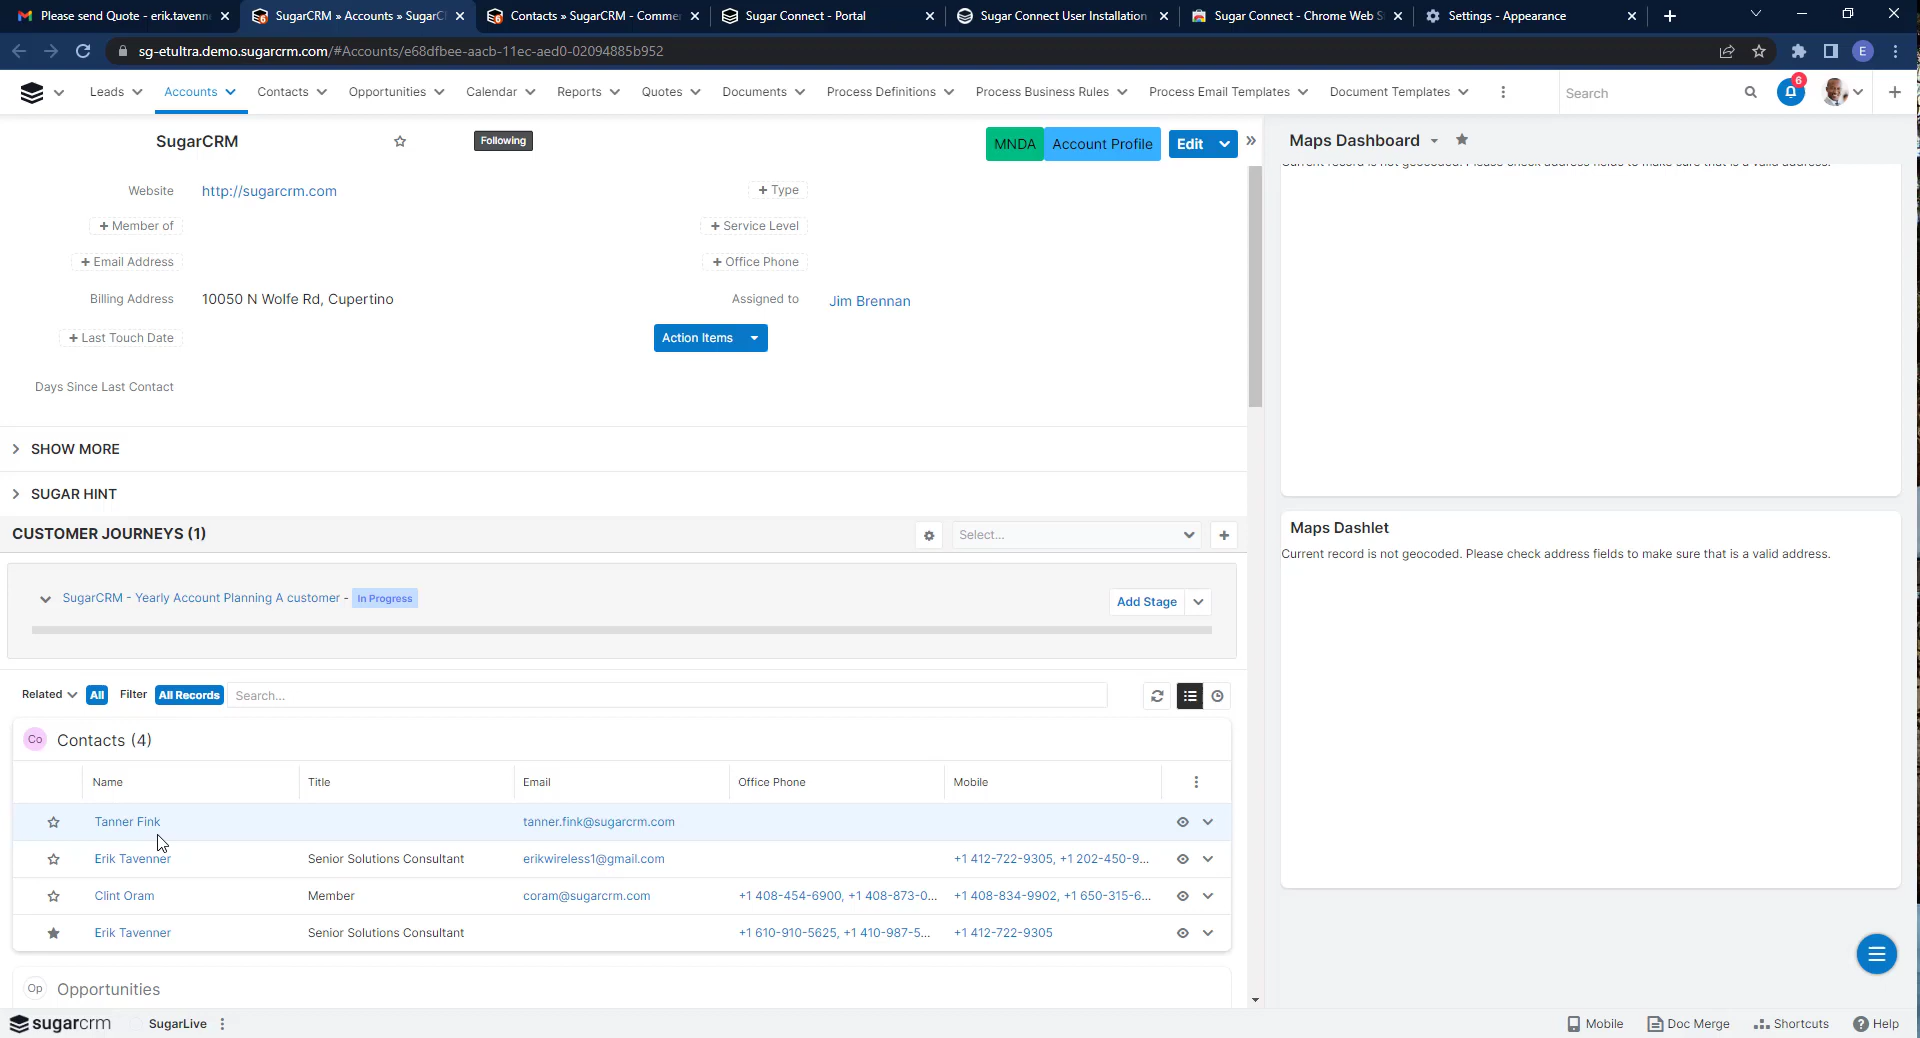 Please send Quote - erik.tavenn
SugarCRM » Accounts » SugarC
Contacts » SugarCRM - Comme
Sugar Connect - Portal
Sugar Connect User Installation
Sugar Connect - Chrome Web S
Settings - Appearance
sg-etultra.demo.sugarcrm.com/#Accounts/e68dfbee-aacb-11ec-aed0-02094885b952
E
Leads
Accounts
Contacts
Opportunities
Calendar
Reports
Quotes
Documents
Process Definitions
Process Business Rules
Process Email Templates
Document Templates
Search
6
SugarCRM
Following
MNDA
Account Profile
Edit
Maps Dashboard
Current record is not geocoded. Please check address fields to make sure that is a valid address.
Website
http://sugarcrm.com
+ Type
+ Member of
+ Service Level
+ Email Address
+ Office Phone
Billing Address
10050 N Wolfe Rd, Cupertino
Assigned to
Jim Brennan
+ Last Touch Date
Action Items
Days Since Last Contact
SHOW MORE
SUGAR HINT
CUSTOMER JOURNEYS (1)
Select...
Maps Dashlet
Current record is not geocoded. Please check address fields to make sure that is a valid address.
SugarCRM - Yearly Account Planning A customer - In Progress
Add Stage
Related
All
Filter
All Records
Search...
Co
Contacts (4)
Name
Title
Email
Office Phone
Mobile
Tanner Fink
tanner.fink@sugarcrm.com
Erik Tavenner
Senior Solutions Consultant
erikwireless1@gmail.com
+1 412-722-9305, +1 202-450-9...
Clint Oram
Member
coram@sugarcrm.com
+1 408-454-6900, +1 408-873-0...
+1 408-834-9902, +1 650-315-6...
Erik Tavenner
Senior Solutions Consultant
+1 610-910-5625, +1 410-987-5...
+1 412-722-9305
Op
Opportunities
sugarcrm
SugarLive
Mobile
Doc Merge
Shortcuts
Help